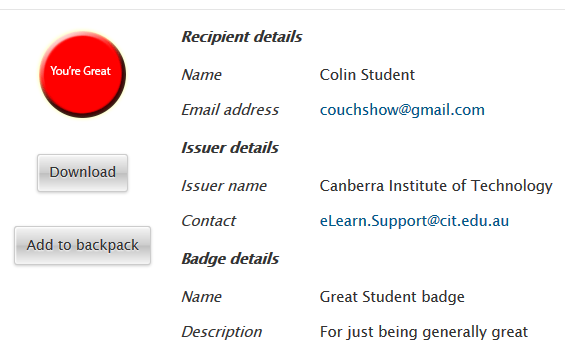 Recipient details
You're Great
Name Colin Student
Email address couchshow@gmail.com
Issuer details
Download
Issuer name Canberra Institute of Technology
Contact eLearn.Support@cit.edu.au
Add to backpack
Badge details
Name Great Student badge
Description For just being generally great